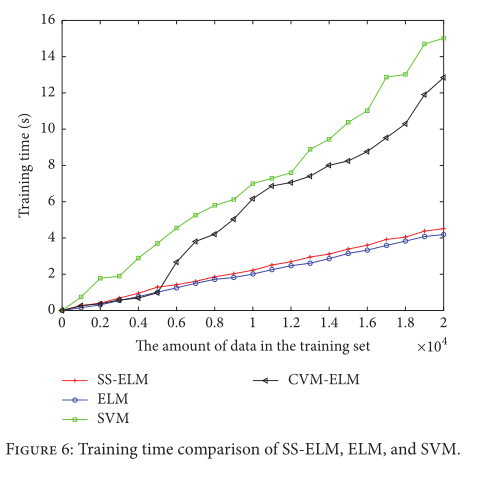 16
14
12
10
8
6
4
2
0
Training time (s)
0 0.2 0.4 0.6 0.8 10 1.2 1.4 1.6 1.8 2.0
The amount of data in the training set ×10⁴
SS-ELM CVM-ELM
ELM
SVM
FIGURE 6: Training time comparison of SS-ELM, ELM, and SVM.